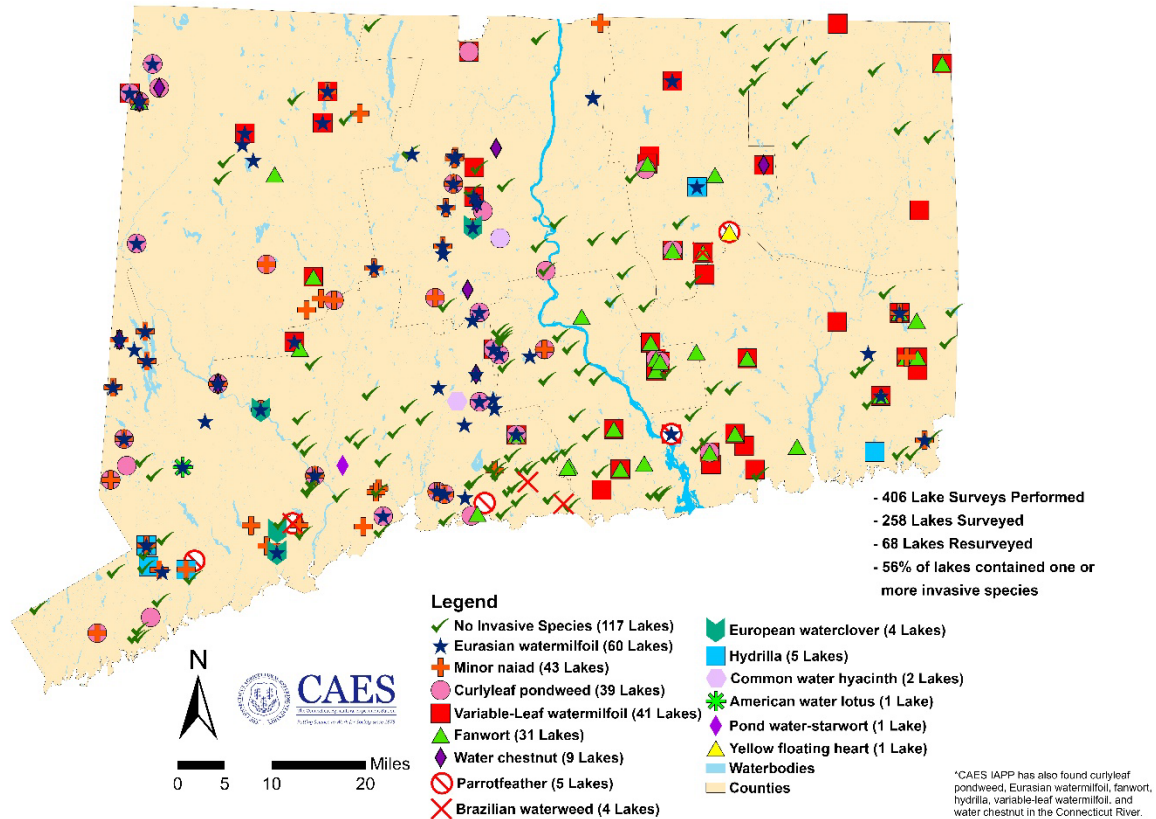 - 406 Lake Surveys Performed
- 258 Lakes Surveyed
- 68 Lakes Resurveyed
- 56% of lakes contained one or
more invasive species
Legend
No Invasive Species (117 Lakes)
Eurasian watermilfoil (60 Lakes)
Minor naiad (43 Lakes)
Curlyleaf pondweed (39 Lakes)
Variable-Leaf watermilfoil (41 Lakes)
Fanwort (31 Lakes)
Water chestnut (9 Lakes)
Parrotfeather (5 Lakes)
Brazilian waterweed (4 Lakes)
European waterclover (4 Lakes)
Hydrilla (5 Lakes)
Common water hyacinth (2 Lakes)
American water lotus (1 Lake)
Pond water-starwort (1 Lake)
Yellow floating heart (1 Lake)
Waterbodies
Counties
N
CAES
0 5 10 20 Miles
*CAES IAPP has also found curlyleaf
pondweed, Eurasian watermilfoil, fanwort,
hydrilla, variable-leaf watermilfoil, and
water chestnut in the Connecticut River.